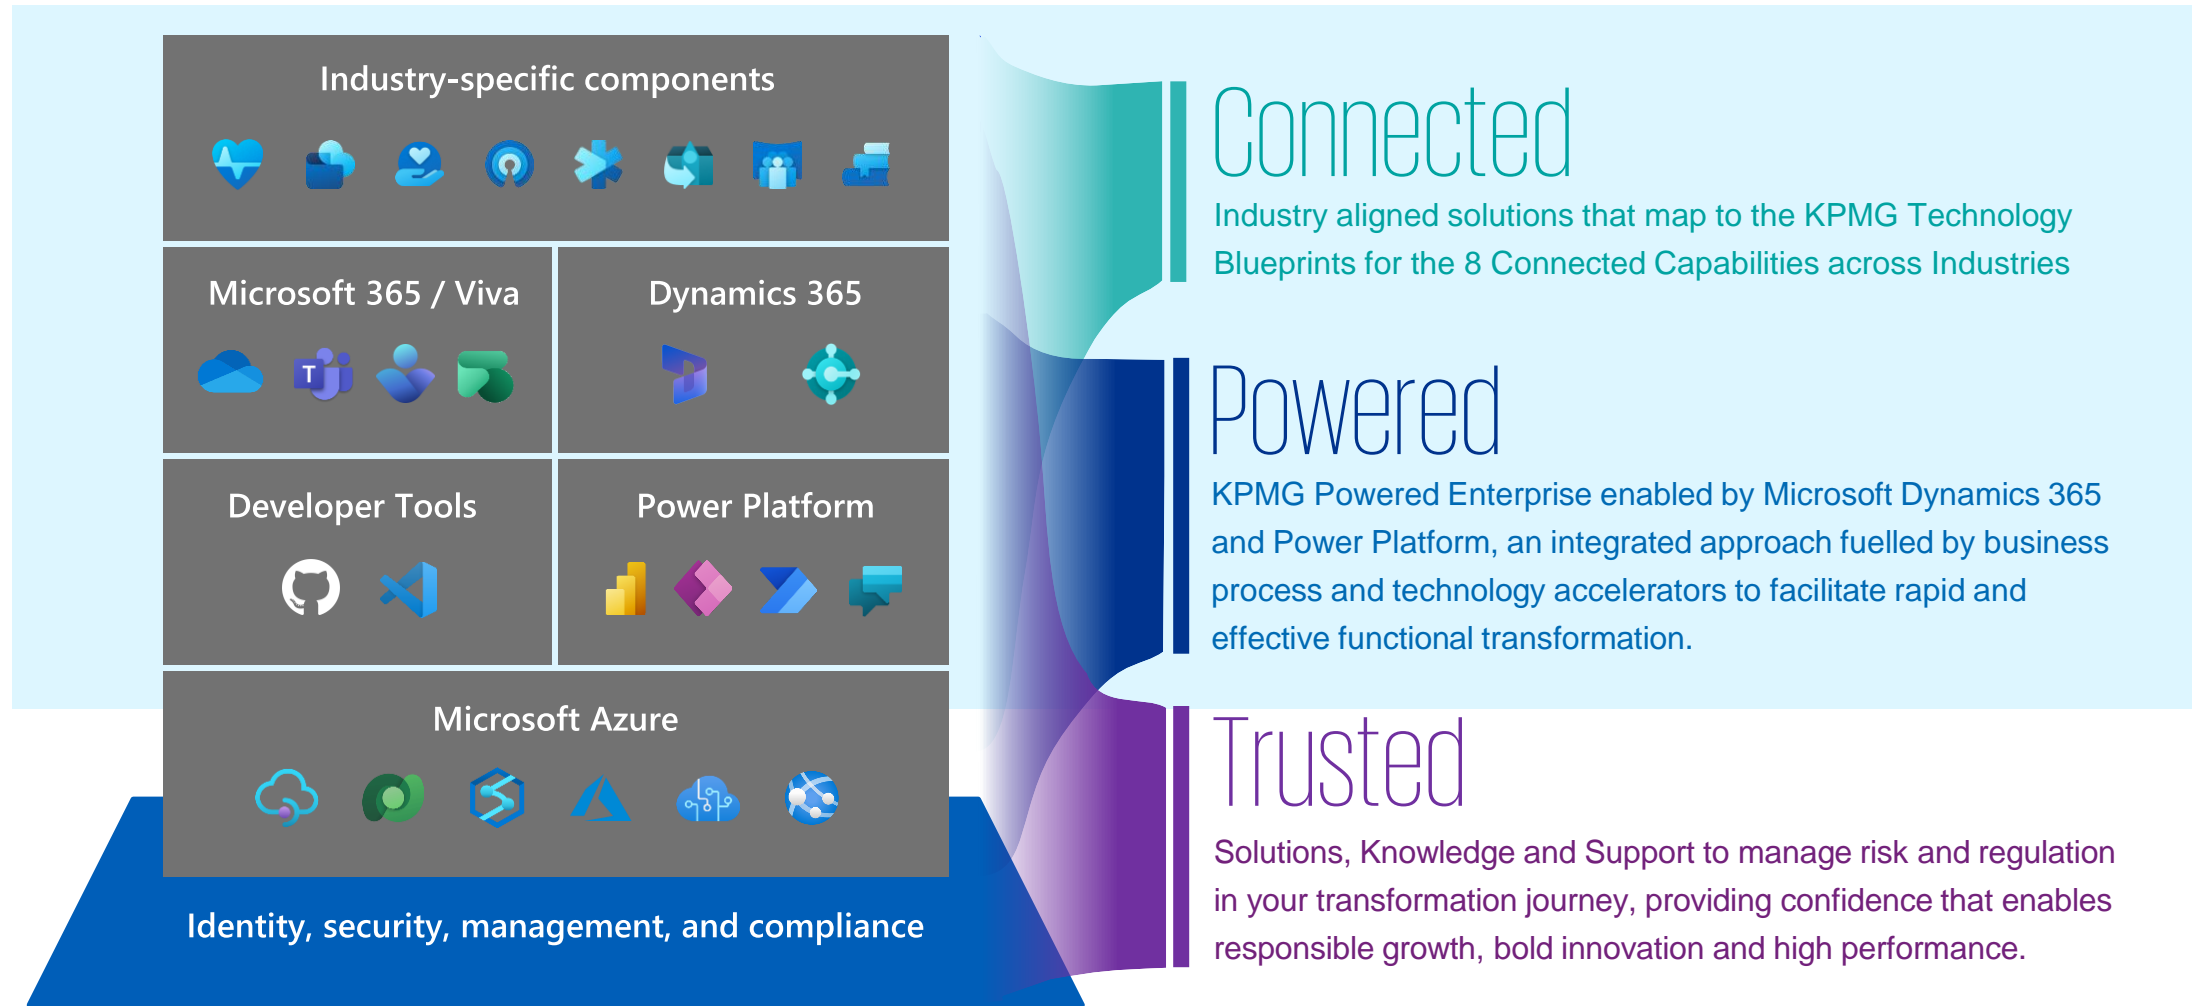 Industry-specific components
Microsoft 365 / Viva
Dynamics 365
Developer Tools
Power Platform
Microsoft Azure
Identity, security, management, and compliance
Connected
Industry aligned solutions that map to the KPMG Technology
Blueprints for the 8 Connected Capabilities across Industries
Powered
KPMG Powered Enterprise enabled by Microsoft Dynamics 365
and Power Platform, an integrated approach fuelled by business
process and technology accelerators to facilitate rapid and
effective functional transformation.
Trusted
Solutions, Knowledge and Support to manage risk and regulation
in your transformation journey, providing confidence that enables
responsible growth, bold innovation and high performance.